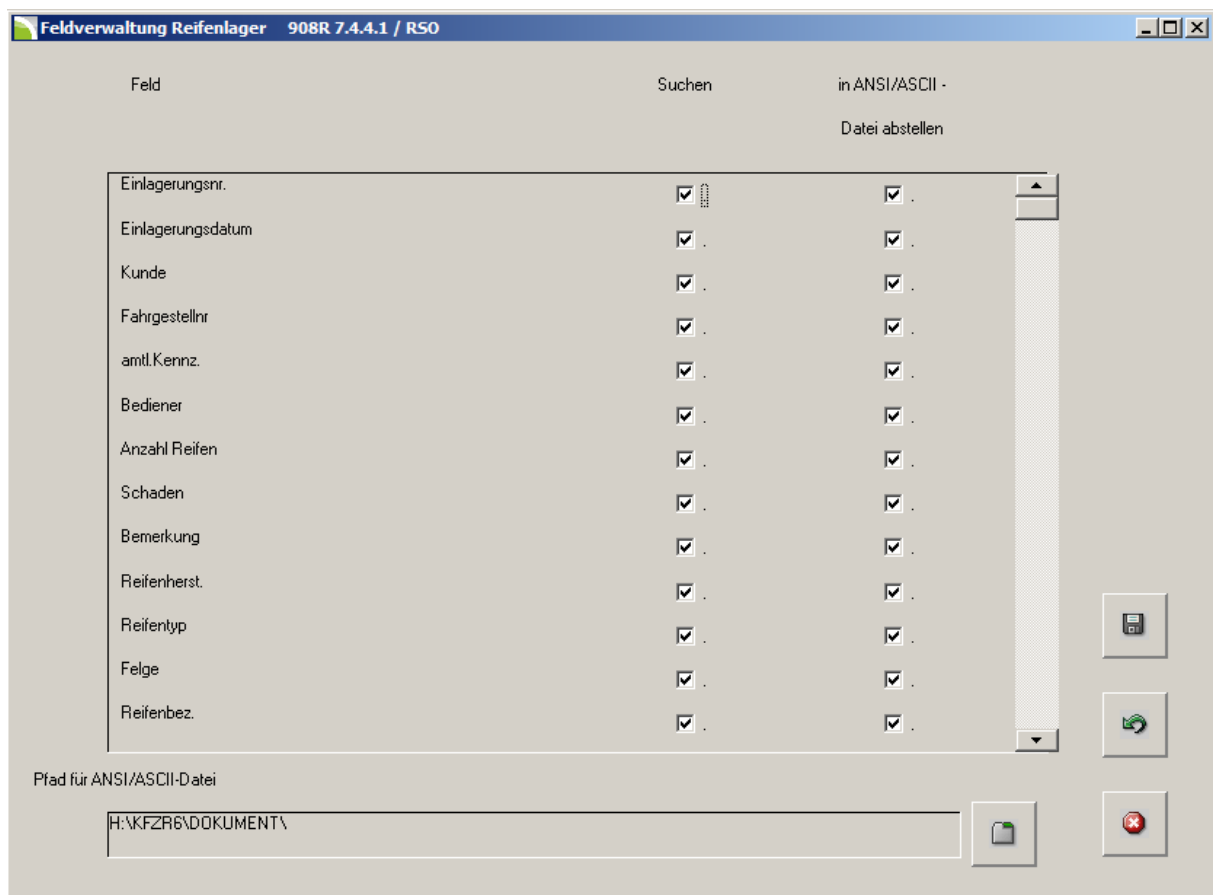 Feldverwaltung Reifenlager 908R 7.4.4.1 / RSO
Feld Suchen in ANSI/ASCII -
Datei abstellen
Einlagerungsnr.
Einlagerungsdatum
Kunde
Fahrgestellnr
amtl.Kennz.
Bediener
Anzahl Reifen
Schaden
Bemerkung
Reifenherst.
Reifentyp
Felge
Reifenbez.
Pfad für ANSI/ASCII-Datei
H:\KFZR6\DOKUMENT\